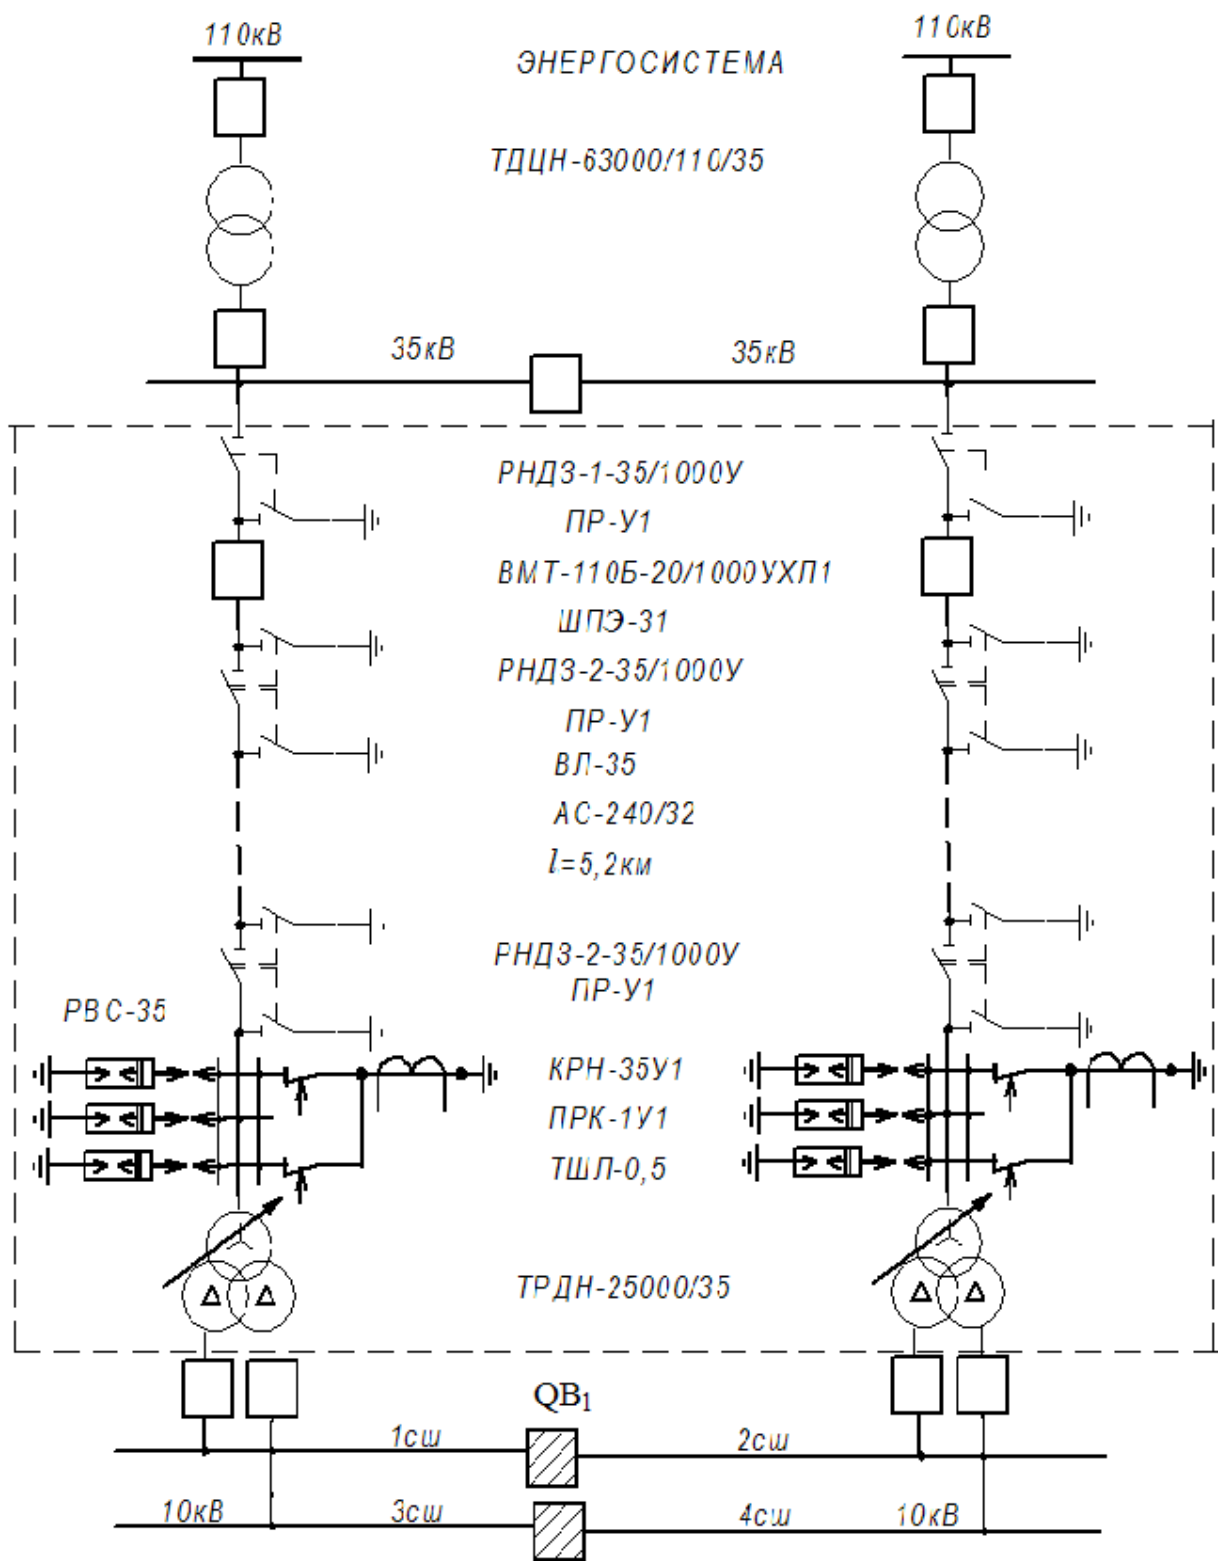 110кВ
110кВ
ЭНЕРГОСИСТЕМА
ТДЦН-63000/110/35
35кВ
35кВ
РНДЗ-1-35/1000У
ПР-У1
ВМТ-110Б-20/1000УХЛ1
ШПЭ-31
РНДЗ-2-35/1000У
ПР-У1
ВЛ-35
АС-240/32
l=5,2км
РНДЗ-2-35/1000У
ПР-У1
РВС-35
КРН-35У1
ПРК-1У1
ТШЛ-0,5
ТРДН-25000/35
QB1
1сш
2сш
10кВ
3сш
4сш
10кВ